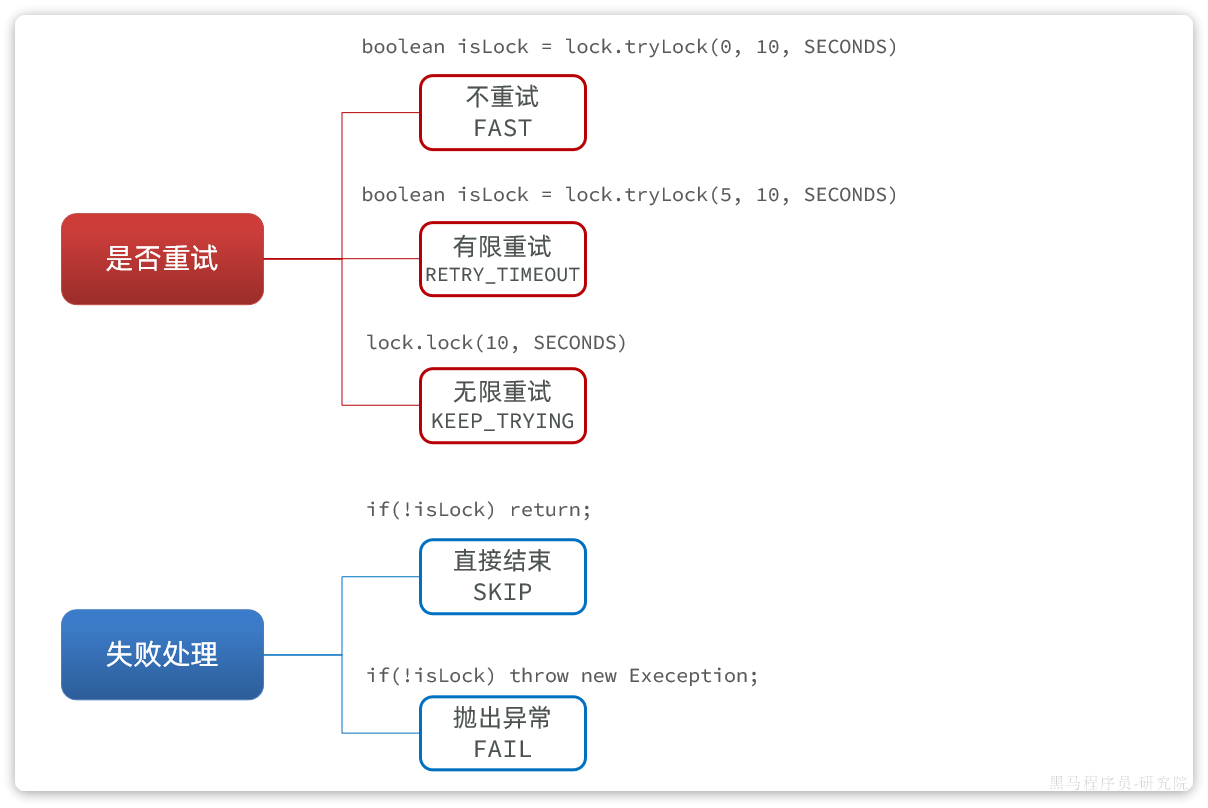 boolean isLock = lock.tryLock(0, 10, SECONDS)
不重试
FAST
boolean isLock = lock.tryLock(5, 10, SECONDS)
是否重试
有限重试
RETRY_TIMEOUT
lock.lock(10, SECONDS)
无限重试
KEEP_TRYING
if(!isLock) return;
直接结束
SKIP
失败处理
if(!isLock) throw new Exeception;
抛出异常
FAIL
黑马程序员-研究院